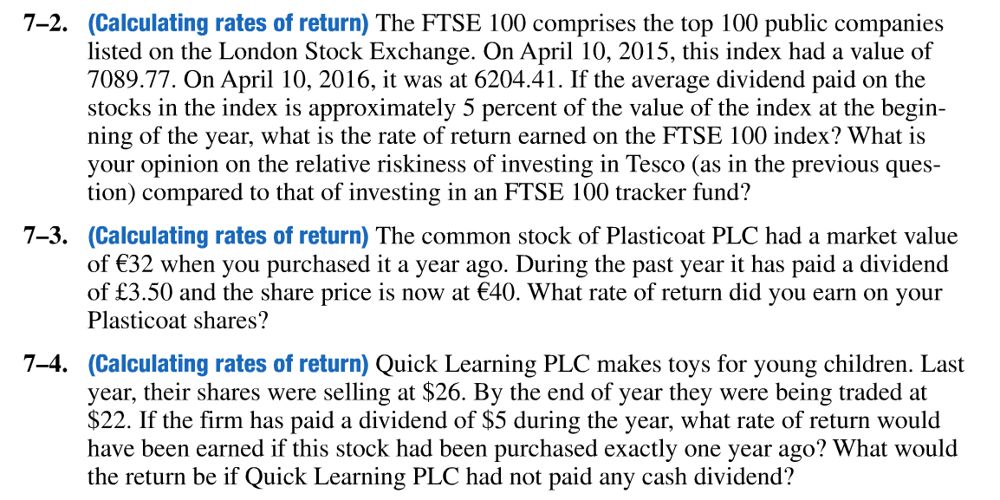 7–2. (Calculating rates of return) The FTSE 100 comprises the top 100 public companies
listed on the London Stock Exchange. On April 10, 2015, this index had a value of
7089.77. On April 10, 2016, it was at 6204.41. If the average dividend paid on the
stocks in the index is approximately 5 percent of the value of the index at the begin-
ning of the year, what is the rate of return earned on the FTSE 100 index? What is
your opinion on the relative riskiness of investing in Tesco (as in the previous ques-
tion) compared to that of investing in an FTSE 100 tracker fund?
7–3. (Calculating rates of return) The common stock of Plasticoat PLC had a market value
of €32 when you purchased it a year ago. During the past year it has paid a dividend
of £3.50 and the share price is now at €40. What rate of return did you earn on your
Plasticoat shares?
7–4. (Calculating rates of return) Quick Learning PLC makes toys for young children. Last
year, their shares were selling at $26. By the end of year they were being traded at
$22. If the firm has paid a dividend of $5 during the year, what rate of return would
have been earned if this stock had been purchased exactly one year ago? What would
the return be if Quick Learning PLC had not paid any cash dividend?